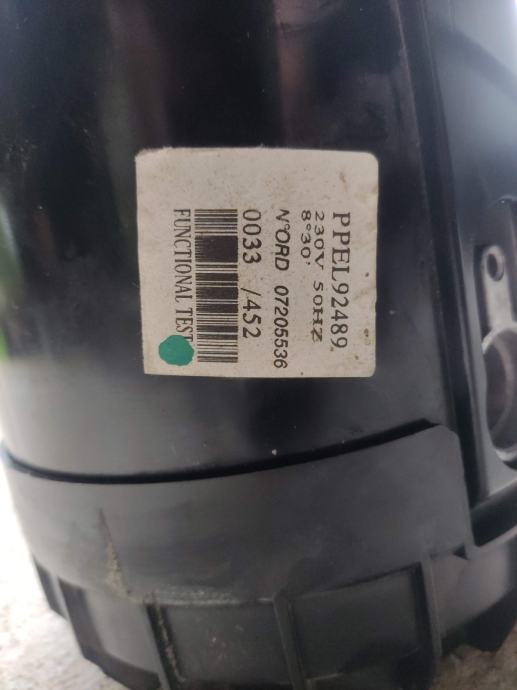 PPEL92489
230V 50HZ
8°30'
N°ORD 07205536
0033 /452
FUNCTIONAL TEST